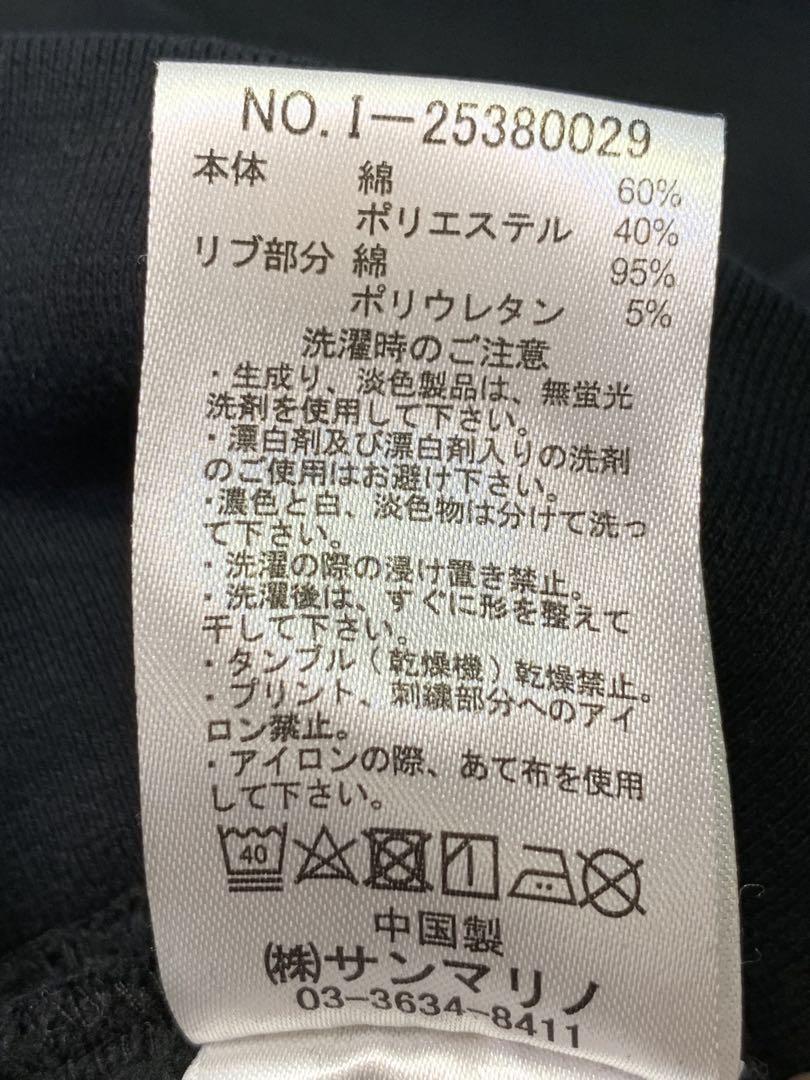 NO.I-25380029
本体 綿 60%
ポリエステル 40%
リブ部分 綿 95%
ポリウレタン 5%
洗濯時のご注意
・生成り、淡色製品は、無蛍光
洗剤を使用して下さい。
・漂白剤及び漂白剤入りの洗剤
のご使用はお避け下さい。
・濃色と白、淡色物は分けて洗っ
て下さい。
・洗濯の際の浸け置き禁止。
・洗濯後は、すぐに形を整えて
干して下さい。
・タンブル(乾燥機)乾燥禁止。
・プリント、刺繍部分へのアイ
ロン禁止。
・アイロンの際、あて布を使用
して下さい。
40
中国製
㈱サンマリノ
03-3634-8411